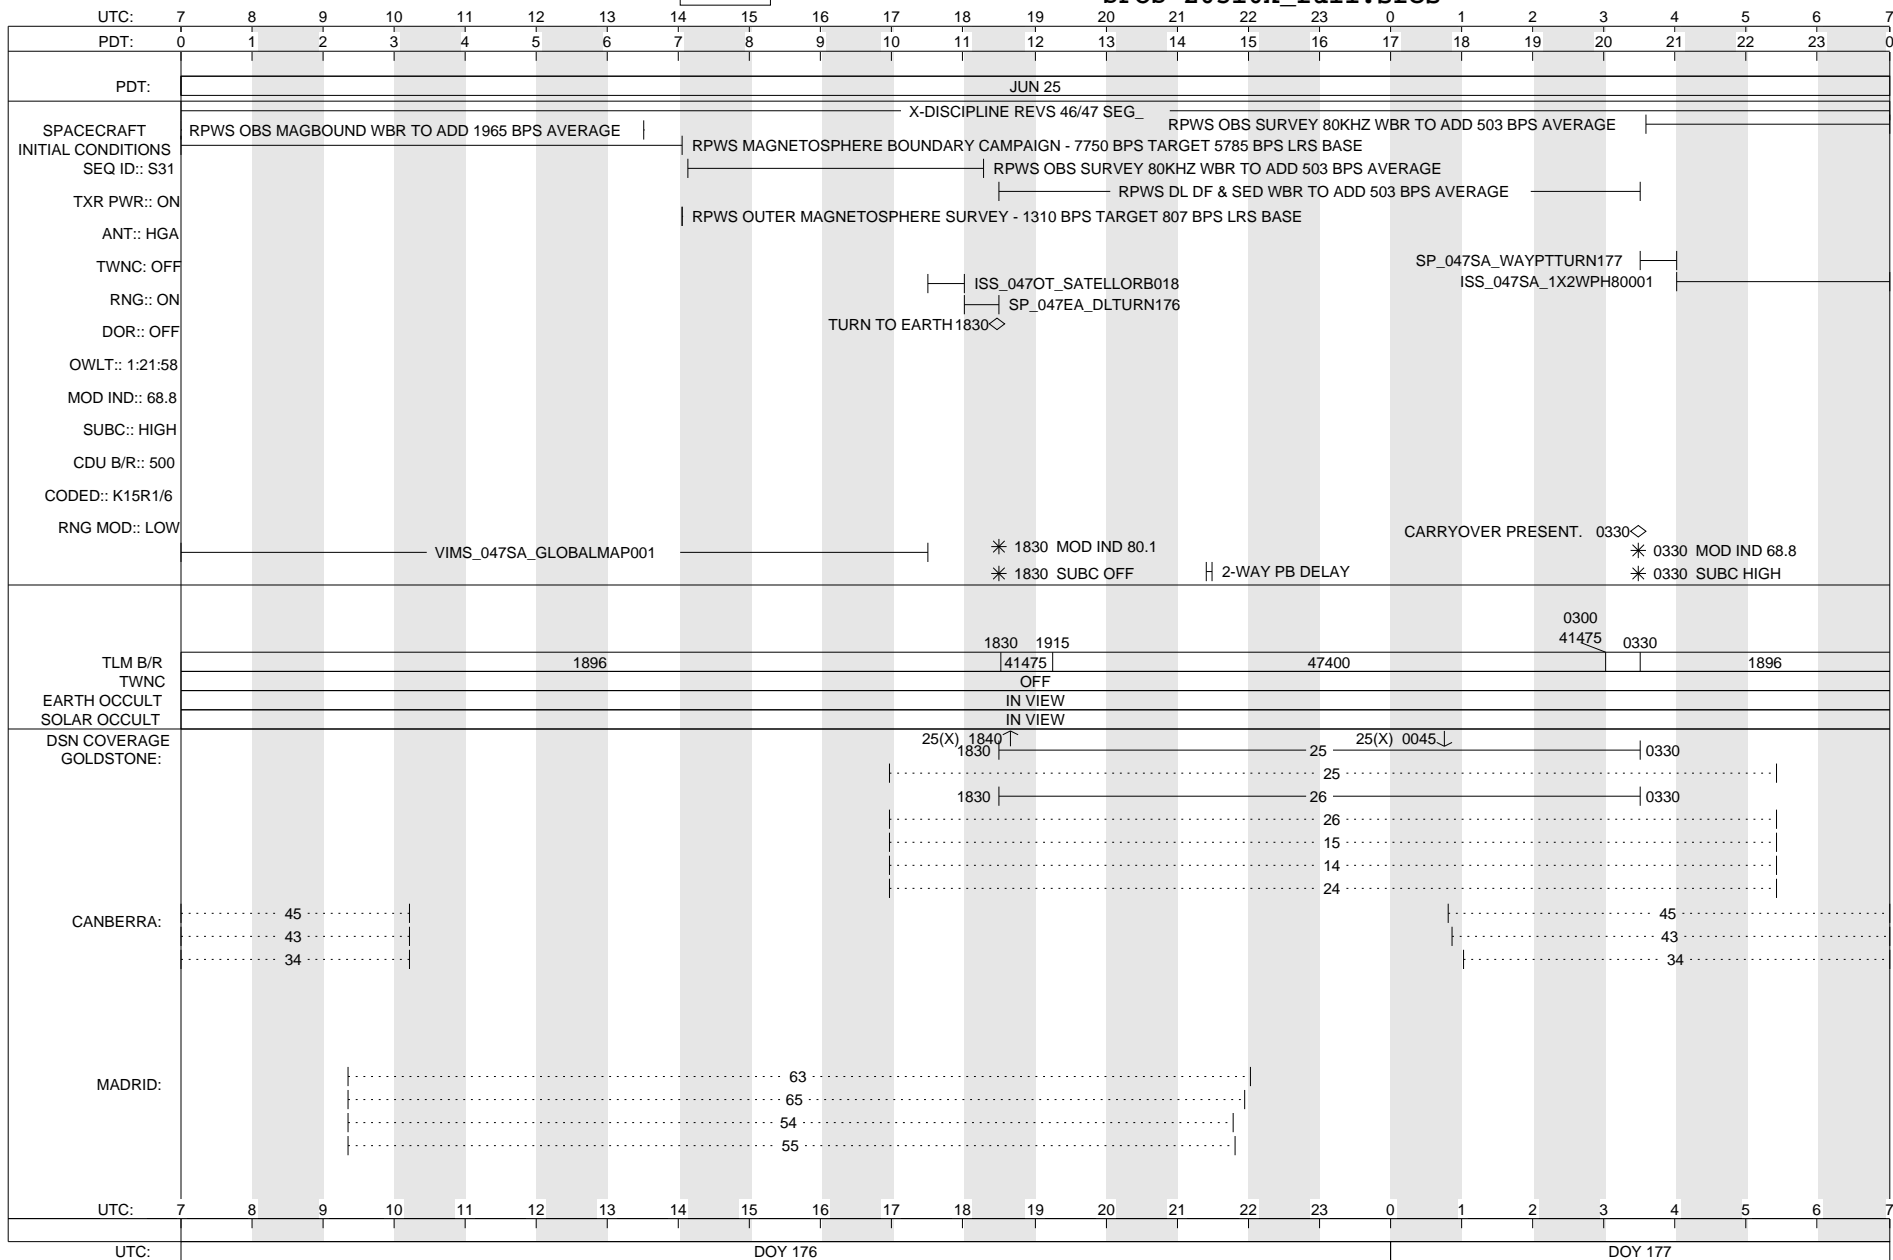 UTC: 7 8 9 10 11 12 13 14 15 16 17 18 19 20 21 22 23 0 1 2 3 4 5 6 7
PDT: 0 1 2 3 4 5 6 7 8 9 10 11 12 13 14 15 16 17 18 19 20 21 22 23 0
PDT: JUN 25
X-DISCIPLINE REVS 46/47 SEG_
SPACECRAFT
INITIAL CONDITIONS
RPWS OBS MAGBOUND WBR TO ADD 1965 BPS AVERAGE
RPWS OBS SURVEY 80KHZ WBR TO ADD 503 BPS AVERAGE
RPWS MAGNETOSPHERE BOUNDARY CAMPAIGN - 7750 BPS TARGET 5785 BPS LRS BASE
SEQ ID:: S31
RPWS OBS SURVEY 80KHZ WBR TO ADD 503 BPS AVERAGE
RPWS DL DF & SED WBR TO ADD 503 BPS AVERAGE
TXR PWR:: ON
RPWS OUTER MAGNETOSPHERE SURVEY - 1310 BPS TARGET 807 BPS LRS BASE
ANT:: HGA
SP_047SA_WAYPTTURN177
TWNC: OFF
ISS_047OT_SATELLORB018
ISS_047SA_1X2WPH80001
RNG:: ON
SP_047EA_DLTURN176
TURN TO EARTH 1830
DOR:: OFF
OWLT:: 1:21:58
MOD IND:: 68.8
SUBC:: HIGH
CDU B/R:: 500
CODED:: K15R1/6
RNG MOD:: LOW
CARRYOVER PRESENT. 0330
VIMS_047SA_GLOBALMAP001
1830 MOD IND 80.1
0330 MOD IND 68.8
1830 SUBC OFF
2-WAY PB DELAY
0330 SUBC HIGH
0300
41475
1830 1915 0330
TLM B/R 1896 41475 47400 1896
TWNC OFF
EARTH OCCULT IN VIEW
SOLAR OCCULT IN VIEW
DSN COVERAGE
25(X) 1840 25(X) 0045
GOLDSTONE: 1830 25 0330
25
1830 26 0330
26
15
14
24
CANBERRA: 45 45
43 43
34 34
MADRID: 63
65
54
55
UTC: 7 8 9 10 11 12 13 14 15 16 17 18 19 20 21 22 23 0 1 2 3 4 5 6 7
UTC: DOY 176 DOY 177